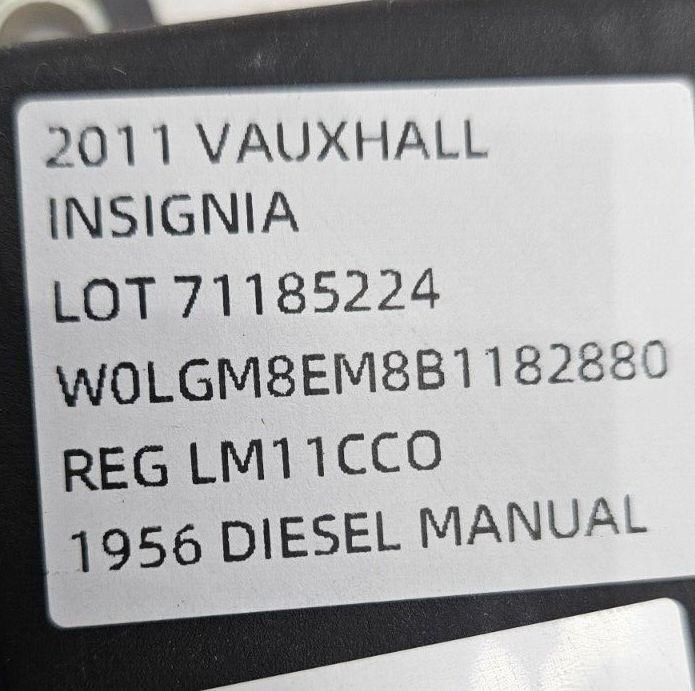 2011 VAUXHALL
INSIGNIA
LOT 71185224
W0LGM8EM8B1182880
REG LM11CCO
1956 DIESEL MANUAL